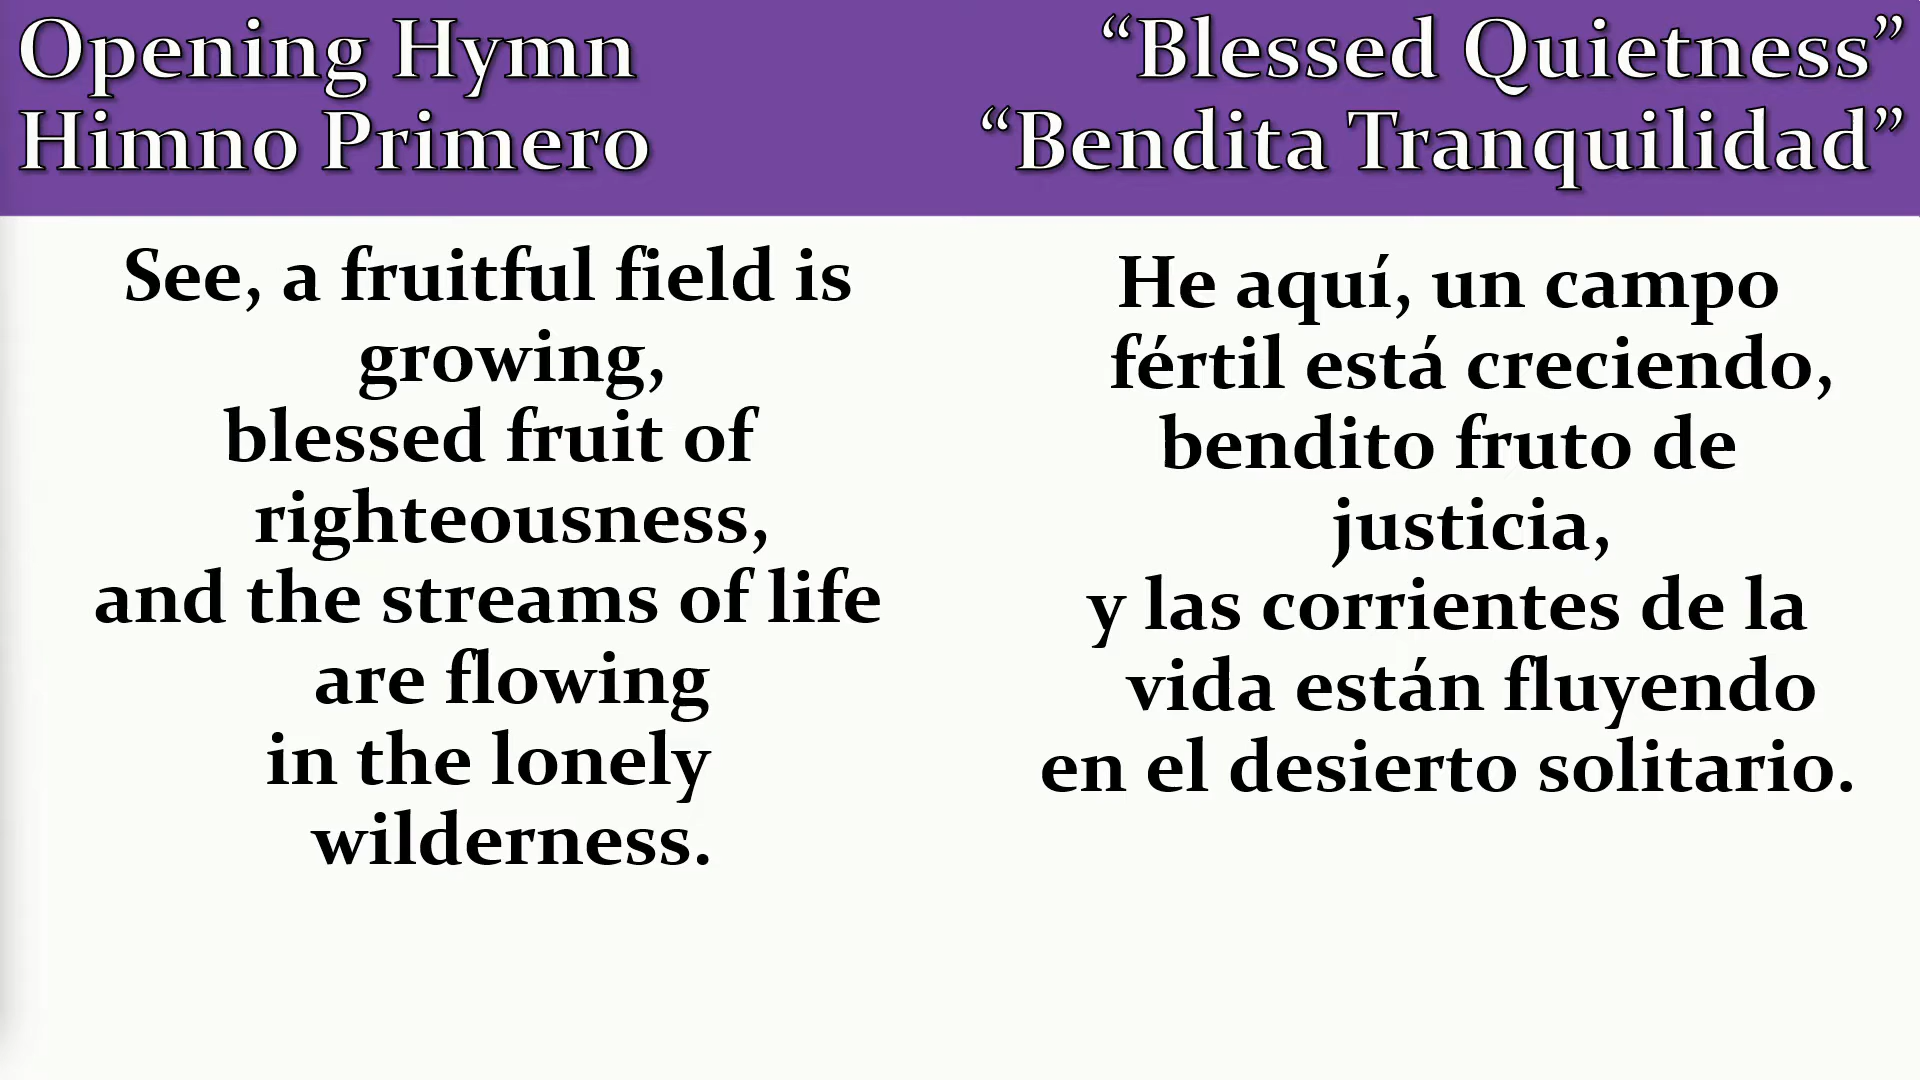 Opening Hymn
Himno Primero
“Blessed Quietness”
“Bendita Tranquilidad”
See, a fruitful field is
growing,
blessed fruit of
righteousness,
and the streams of life
are flowing
in the lonely
wilderness.
He aquí, un campo
fértil está creciendo,
bendito fruto de
justicia,
y las corrientes de la
vida están fluyendo
en el desierto solitario.